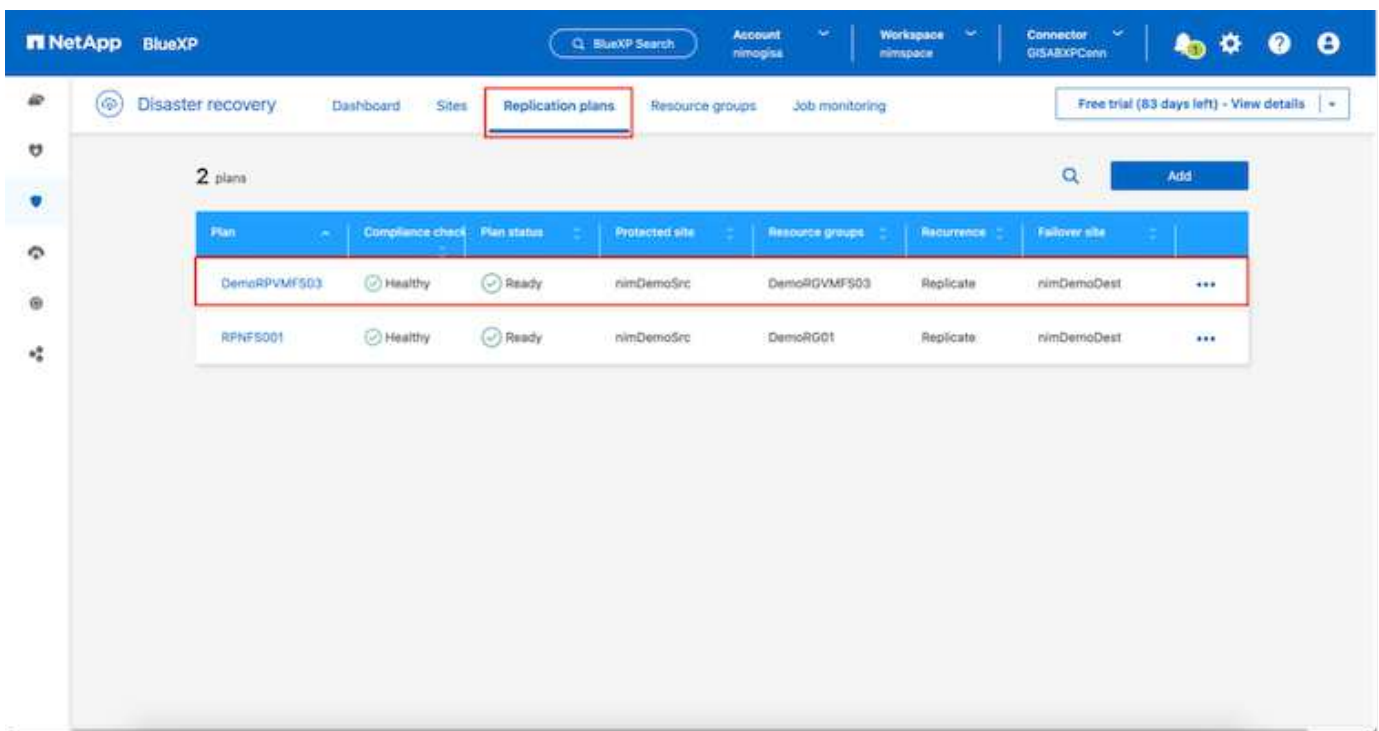 NetApp BlueXP BlueXP Search Account Workspace Connector
nimogisa nimspace GISABXPConn
1
Disaster recovery Dashboard Sites Replication plans Resource groups Job monitoring Free trial (83 days left) - View details
2 plans Add
Plan Compliance check Plan status Protected site Resource groups Recurrence Failover site
DemoRPVMFS03 Healthy Ready nimDemoSrc DemoRGVMFS03 Replicate nimDemoDest
RPNFS001 Healthy Ready nimDemoSrc DemoRG01 Replicate nimDemoDest